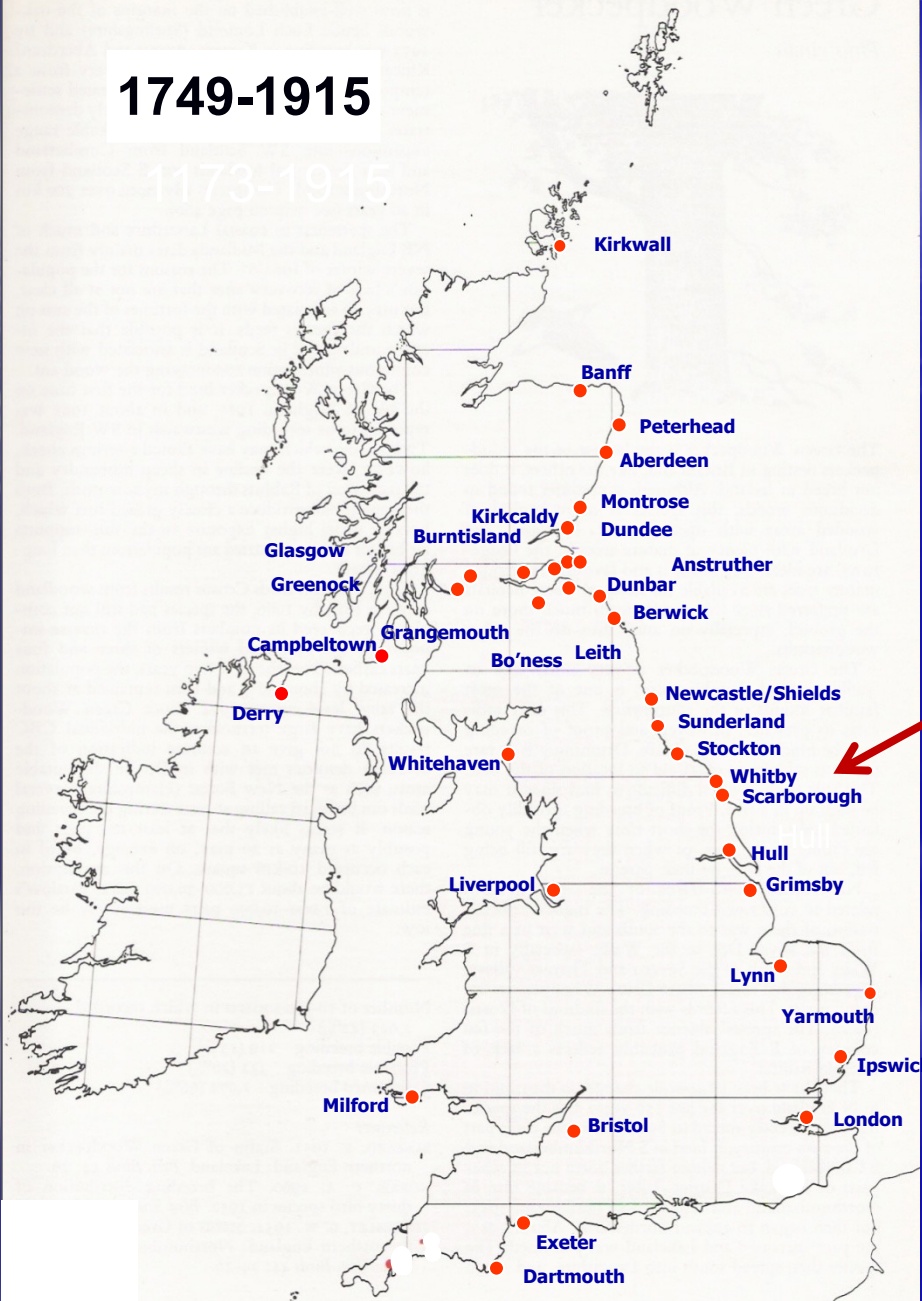 1749-1915
1173-1915
Kirkwall
Banff
Peterhead
Aberdeen
Montrose
Kirkcaldy
Dundee
Burntisland
Glasgow
Anstruther
Greenock
Dunbar
Berwick
Grangemouth
Campbeltown
Leith
Bo'ness
Newcastle/Shields
Derry
Sunderland
Stockton
Whitehaven
Whitby
Scarborough
Hull
Hull
Liverpool
Grimsby
Lynn
Yarmouth
Ipswic
Milford
London
Bristol
Exeter
Dartmouth